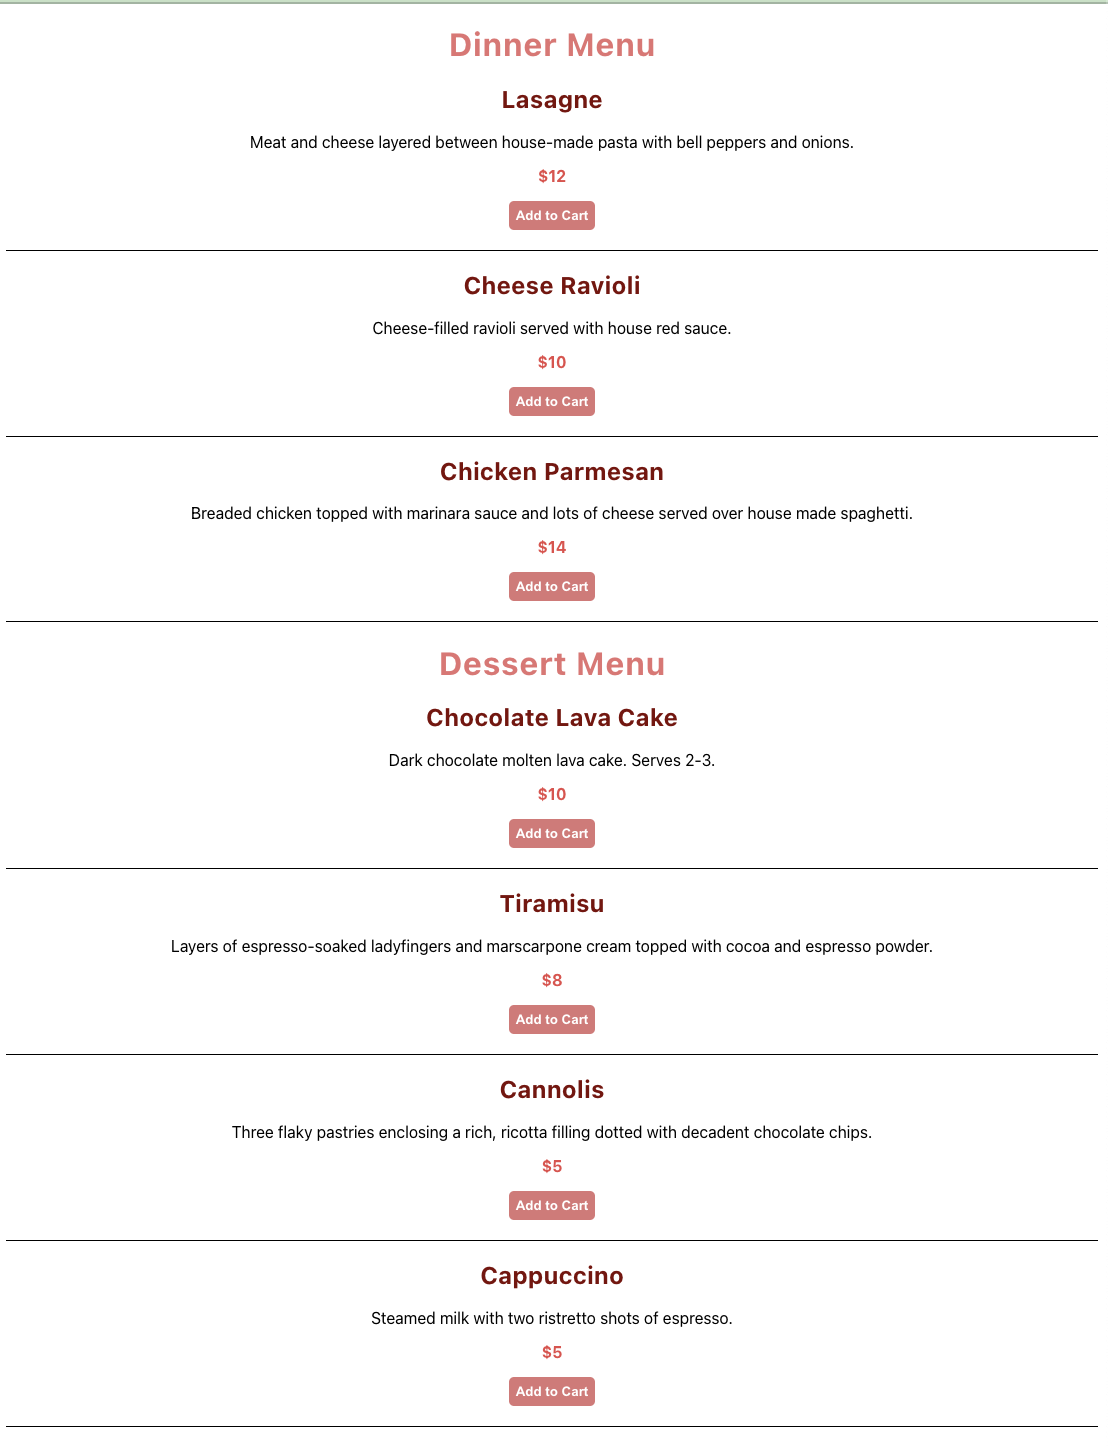 Dinner Menu
Lasagne
Meat and cheese layered between house-made pasta with bell peppers and onions.
$12
Add to Cart
Cheese Ravioli
Cheese-filled ravioli served with house red sauce.
$10
Add to Cart
Chicken Parmesan
Breaded chicken topped with marinara sauce and lots of cheese served over house made spaghetti.
$14
Add to Cart
Dessert Menu
Chocolate Lava Cake
Dark chocolate molten lava cake. Serves 2-3.
$10
Add to Cart
Tiramisu
Layers of espresso-soaked ladyfingers and marscarpone cream topped with cocoa and espresso powder.
$8
Add to Cart
Cannolis
Three flaky pastries enclosing a rich, ricotta filling dotted with decadent chocolate chips.
$5
Add to Cart
Cappuccino
Steamed milk with two ristretto shots of espresso.
$5
Add to Cart